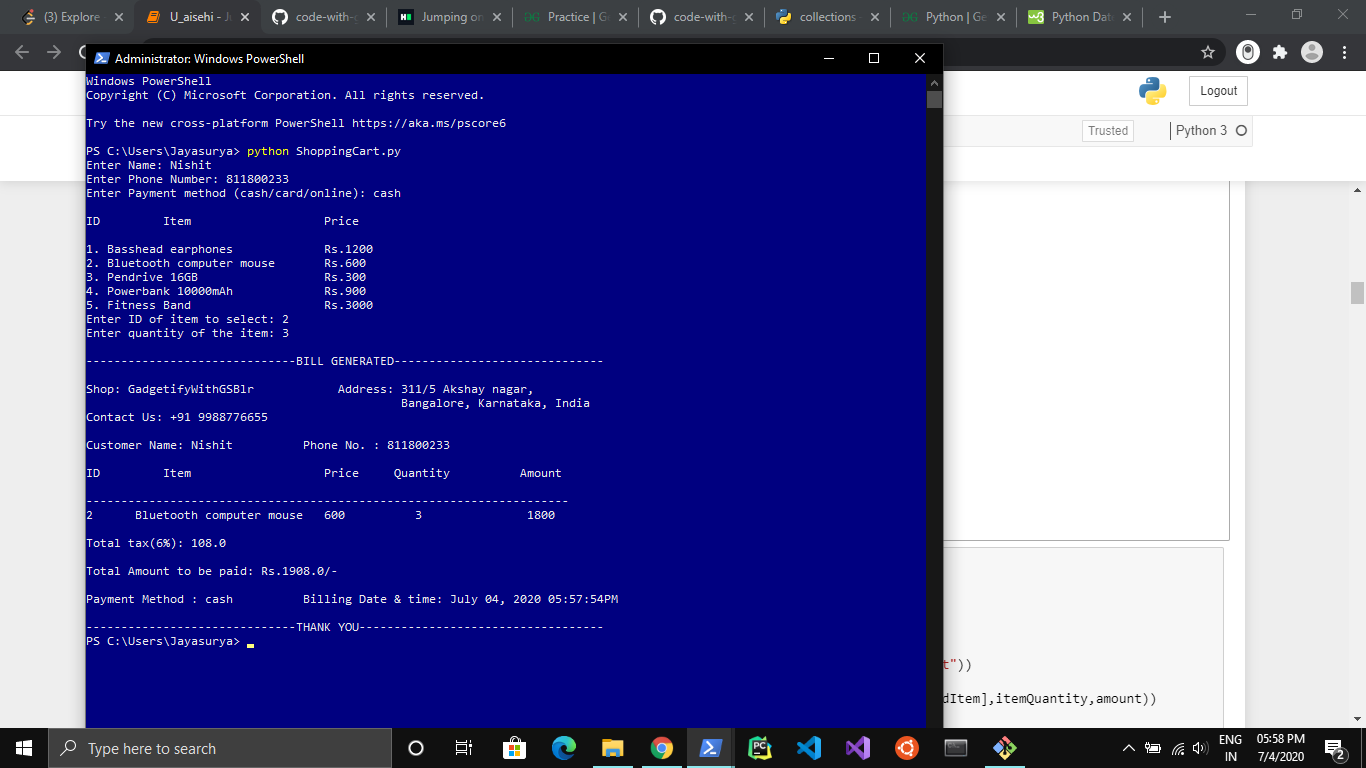 (3) Explore
U_aisehi - Ju
code-with-g
Jumping on
Practice | G
code-with-g
collections
Python | Ge
Python Dat
Administrator: Windows PowerShell
Windows PowerShell
Copyright (C) Microsoft Corporation. All rights reserved.
Try the new cross-platform PowerShell https://aka.ms/pscore6
PS C:\Users\Jayasurya> python ShoppingCart.py
Enter Name: Nishit
Enter Phone Number: 811800233
Enter Payment method (cash/card/online): cash
ID Item Price
1. Basshead earphones Rs.1200
2. Bluetooth computer mouse Rs.600
3. Pendrive 16GB Rs.300
4. Powerbank 10000mAh Rs.900
5. Fitness Band Rs.3000
Enter ID of item to select: 2
Enter quantity of the item: 3
------------------------------BILL GENERATED------------------------------
Shop: GadgetifyWithGSBlr Address: 311/5 Akshay nagar,
Bangalore, Karnataka, India
Contact Us: +91 9988776655
Customer Name: Nishit Phone No. : 811800233
ID Item Price Quantity Amount
---------------------------------------------------------------------
2 Bluetooth computer mouse 600 3 1800
Total tax(6%): 108.0
Total Amount to be paid: Rs.1908.0/-
Payment Method : cash Billing Date & time: July 04, 2020 05:57:54PM
------------------------------THANK YOU-----------------------------------
PS C:\Users\Jayasurya>
Logout
Trusted
Python 3
t"))
dItem],itemQuantity,amount))
Type here to search
PC
ENG
IN
05:58 PM
7/4/2020
2